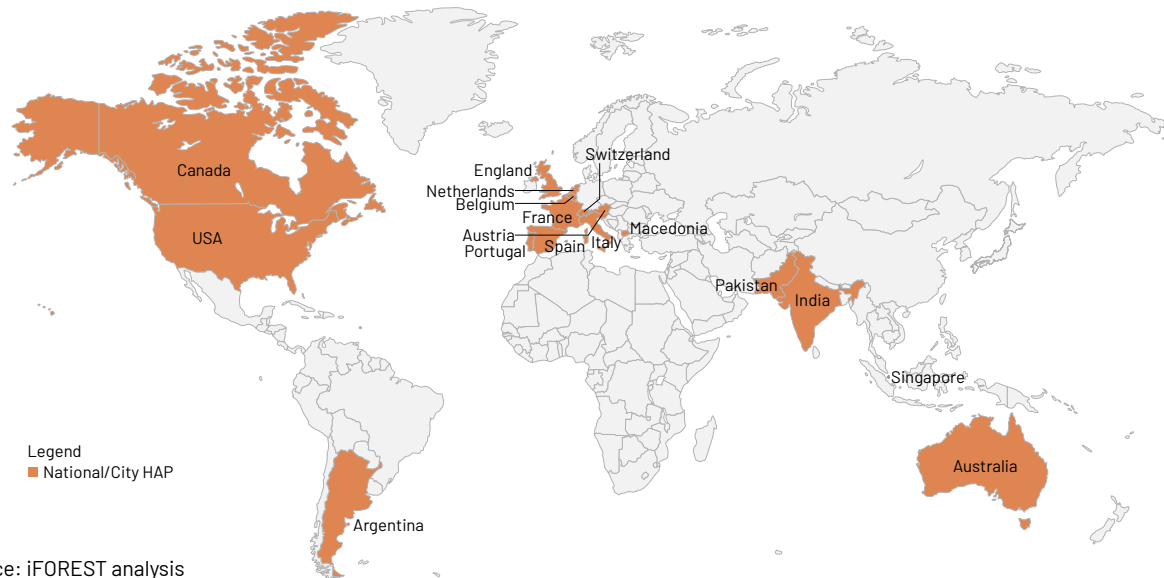 Switzerland
England
Canada
Netherlands
Belgium
France
Macedonia
USA
Austria
Spain
Italy
Portugal
Pakistan
India
Singapore
Legend
National/City HAP
Australia
Argentina
ce: iFOREST analysis